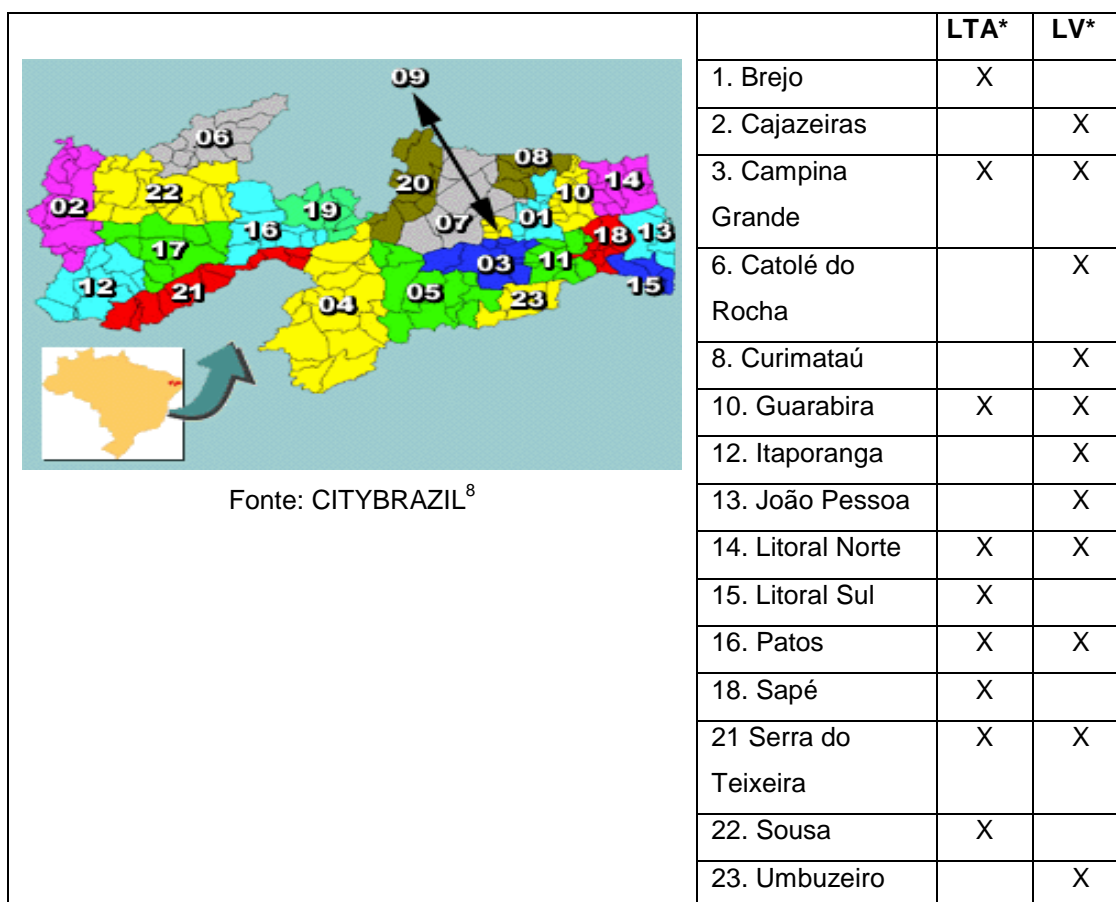 LTA* LV*
1. Brejo X
2. Cajazeiras X
3. Campina X X
Grande
6. Catolé do X
Rocha
8. Curimataú X
10. Guarabira X X
12. Itaporanga X
13. João Pessoa X
14. Litoral Norte X X
15. Litoral Sul X
16. Patos X X
18. Sapé X
21 Serra do X X
Teixeira
22. Sousa X
23. Umbuzeiro X
09
06
08
20
10
14
22
02
19
07
01
16
18
13
17
03
11
12
21
05
15
04
23
Fonte: CITYBRAZIL8